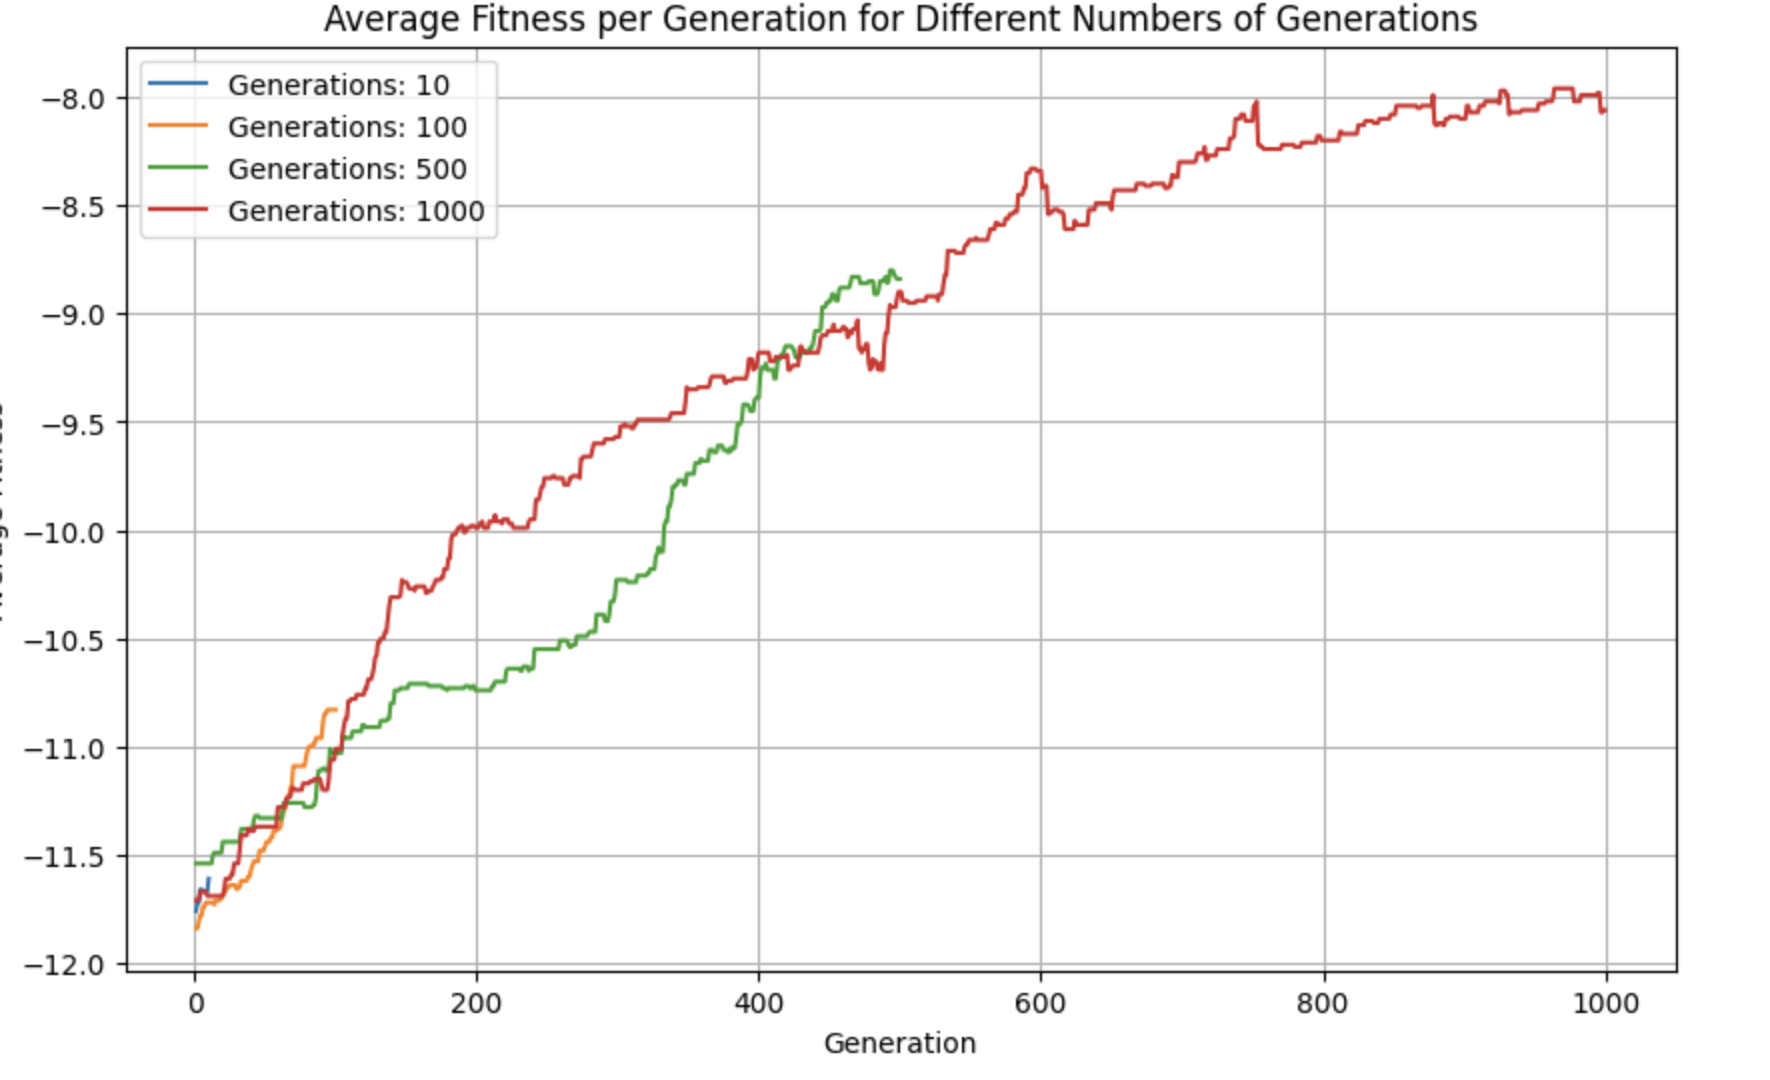 Average Fitness per Generation for Different Numbers of Generations
Generations: 10
Generations: 100
Generations: 500
Generations: 1000
−8.0
−8.5
−9.0
−9.5
−10.0
−10.5
−11.0
−11.5
−12.0
0
200
400
600
800
1000
Generation